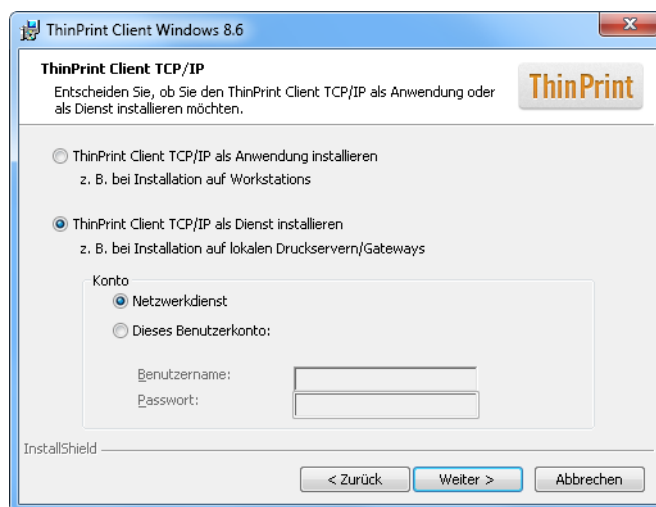 ThinPrint Client Windows 8.6
ThinPrint Client TCP/IP
Entscheiden Sie, ob Sie den ThinPrint Client TCP/IP als Anwendung oder
als Dienst installieren möchten.
ThinPrint
ThinPrint Client TCP/IP als Anwendung installieren
z. B. bei Installation auf Workstations
ThinPrint Client TCP/IP als Dienst installieren
z. B. bei Installation auf lokalen Druckservern/Gateways
Konto
Netzwerkdienst
Dieses Benutzerkonto:
Benutzername:
Passwort:
InstallShield
< Zurück
Weiter >
Abbrechen